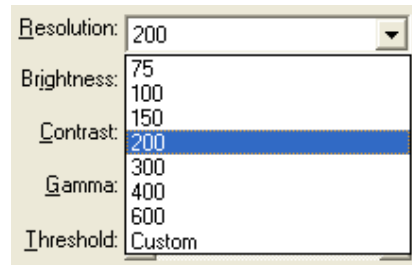 Resolution: 200
Brightness: 75
100
Contrast: 150
200
Gamma: 300
400
600
Threshold: Custom